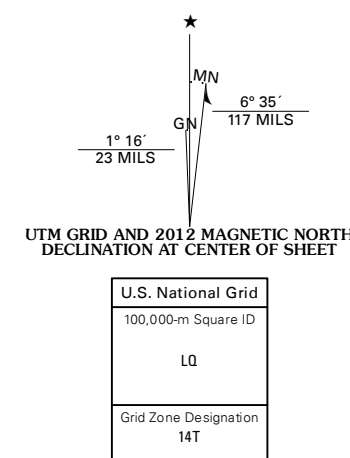 ★
MN
GN
6° 35´
117 MILS
1° 16´
23 MILS
UTM GRID AND 2012 MAGNETIC NORTH
DECLINATION AT CENTER OF SHEET
U.S. National Grid
100,000-m Square ID
LQ
Grid Zone Designation
14T